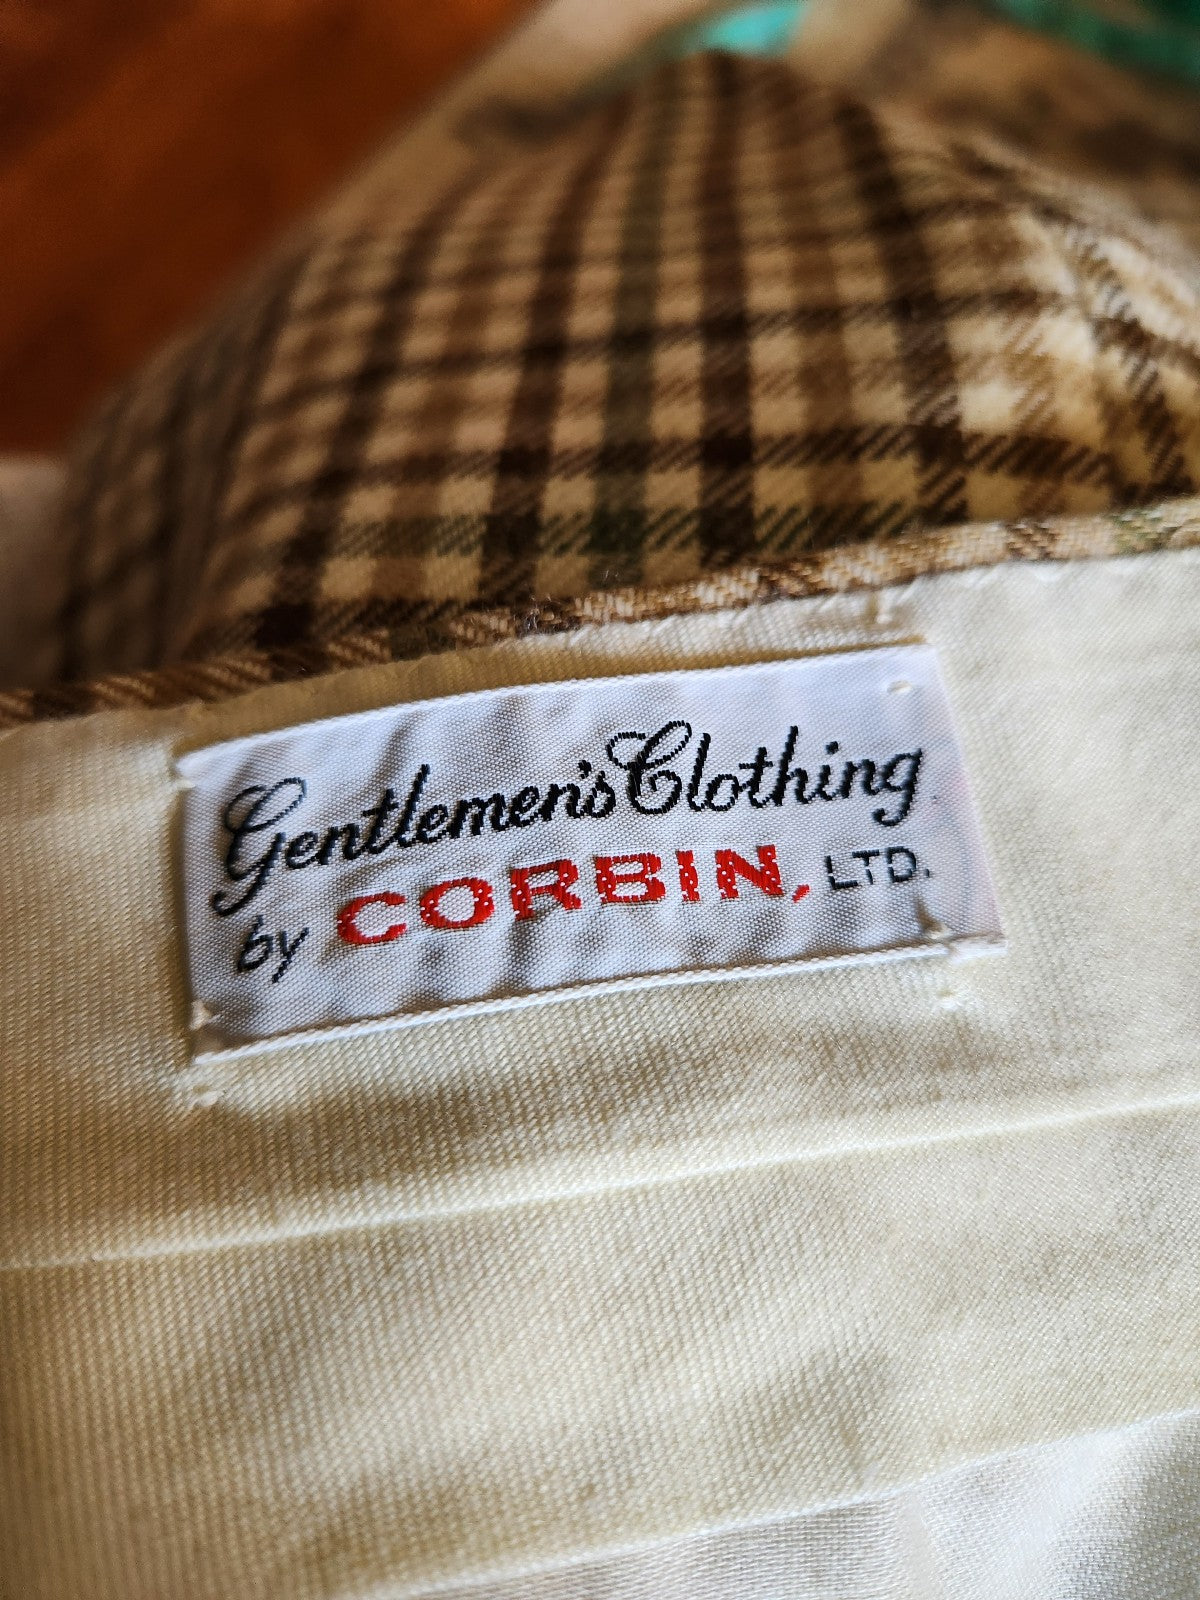 Gentlemen's Clothing
by CORBIN, LTD.